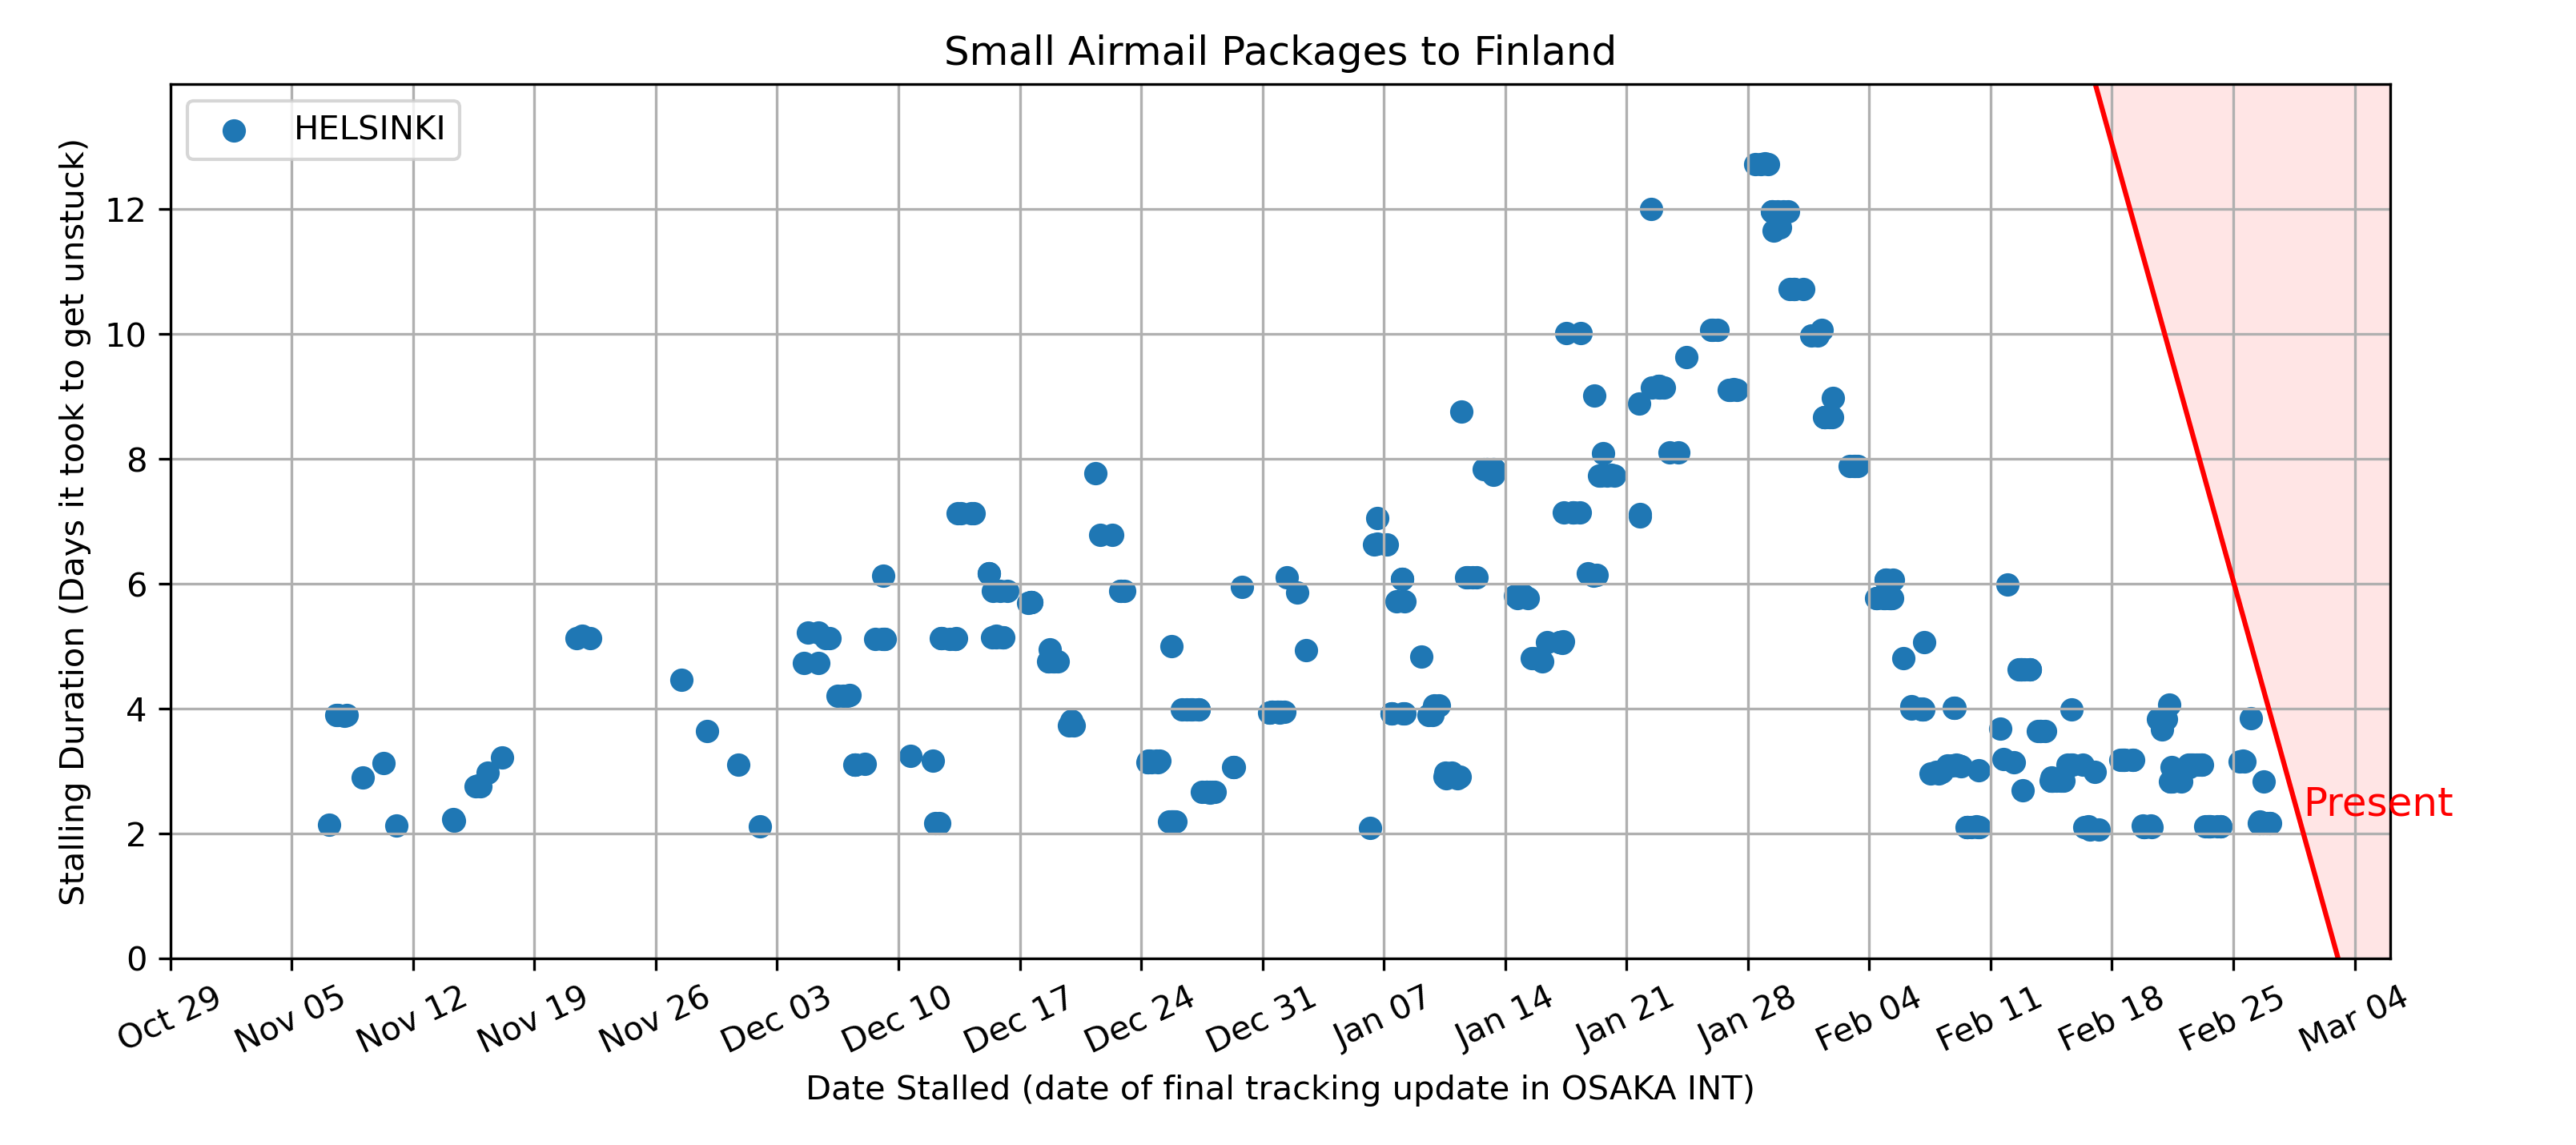 Small Airmail Packages to Finland
HELSINKI
Stalling Duration (Days it took to get unstuck)
12
10
8
6
4
2
0
Present
Oct 29
Nov 05
Nov 12
Nov 19
Nov 26
Dec 03
Dec 10
Dec 17
Dec 24
Dec 31
Jan 07
Jan 14
Jan 21
Jan 28
Feb 04
Feb 11
Feb 18
Feb 25
Mar 04
Date Stalled (date of final tracking update in OSAKA INT)